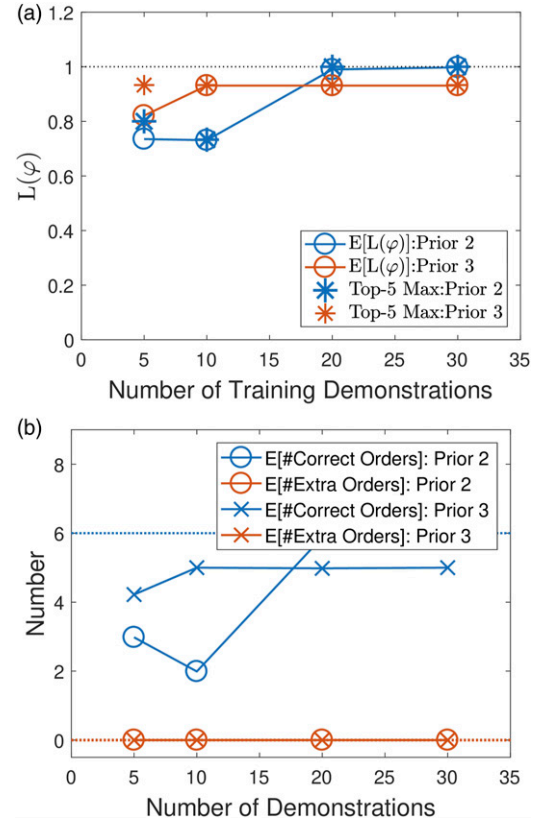 (a)
1.2
1
0.8
0.6
0.4
0.2
0
L(φ)
E[L(φ)]:Prior 2
E[L(φ)]:Prior 3
Top-5 Max:Prior 2
Top-5 Max:Prior 3
0 5 10 15 20 25 30 35
Number of Training Demonstrations
(b)
8
6
4
2
0
Number
E[#Correct Orders]: Prior 2
E[#Extra Orders]: Prior 2
E[#Correct Orders]: Prior 3
E[#Extra Orders]: Prior 3
0 5 10 15 20 25 30 35
Number of Demonstrations